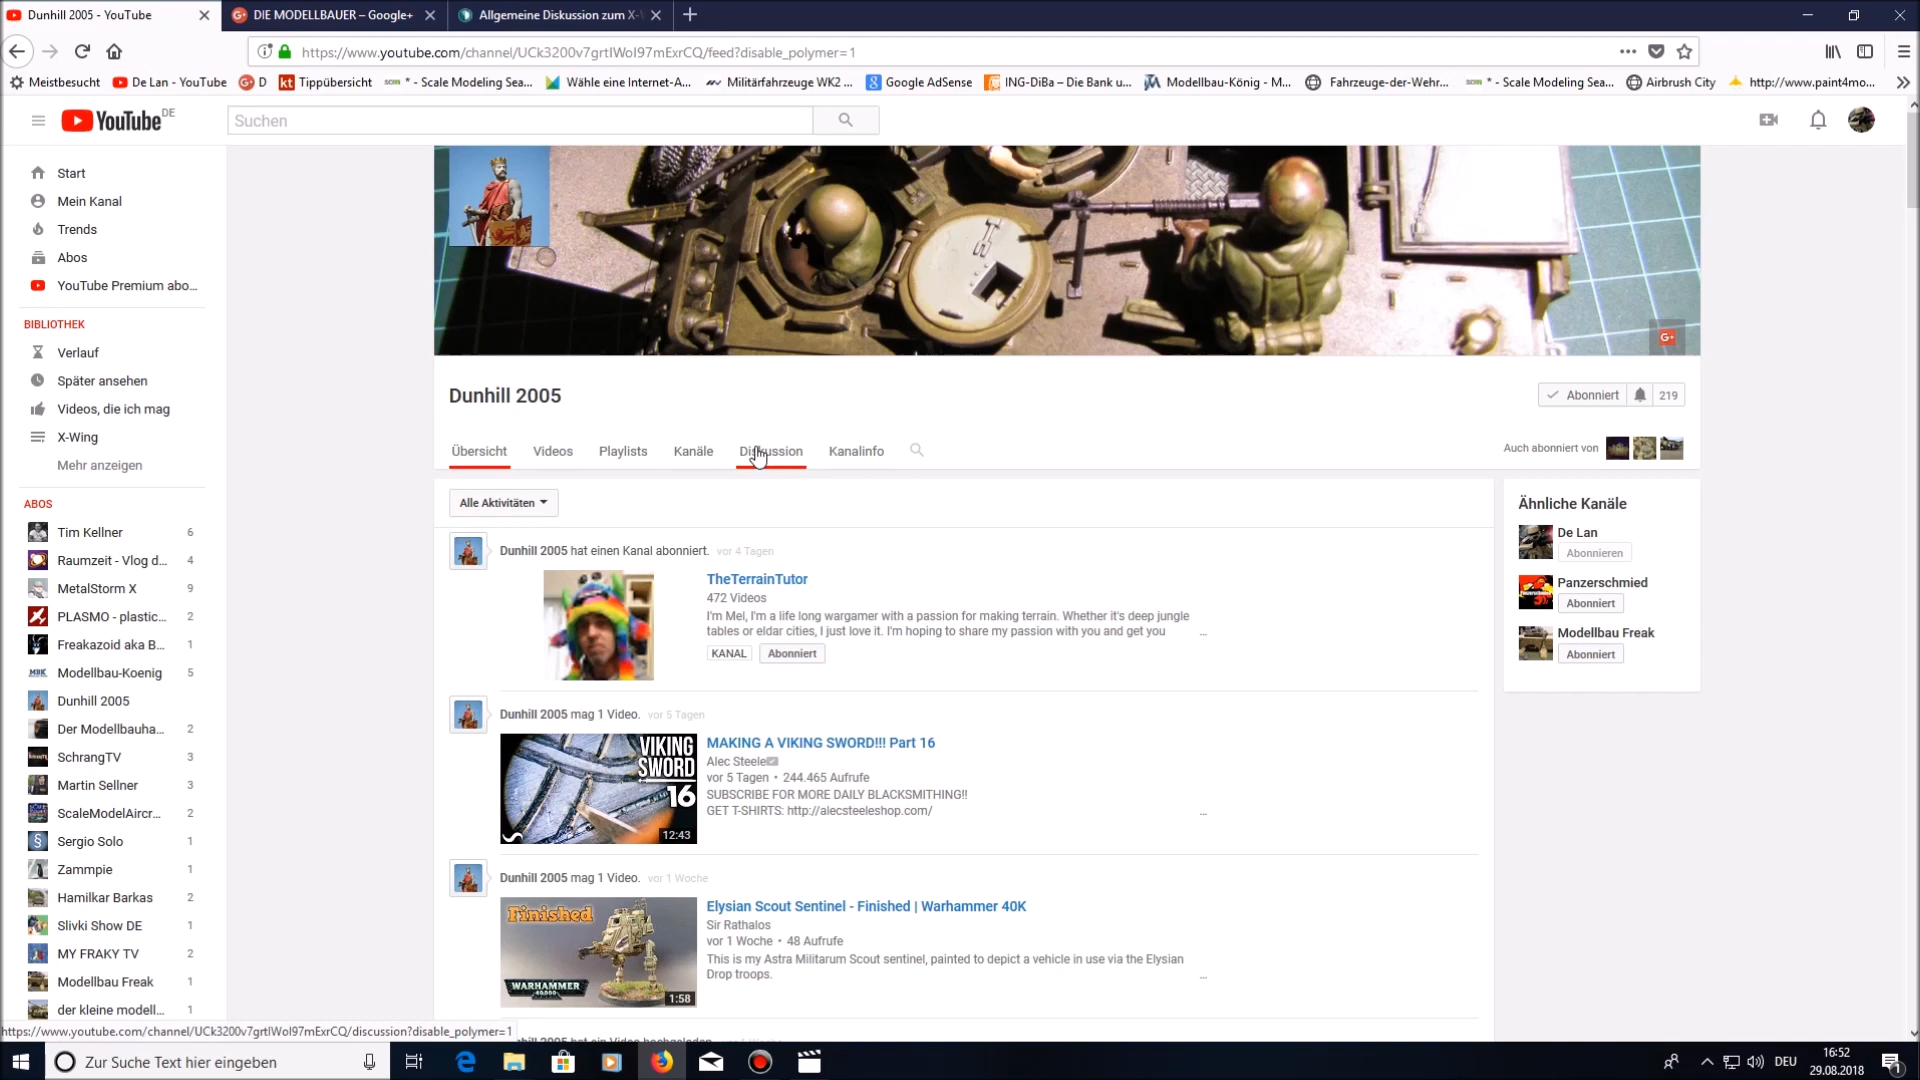 Dunhill 2005 - YouTube
DIE MODELLBAUER – Google+
Allgemeine Diskussion zum X-
https://www.youtube.com/channel/UCk3200v7grtIWoI97mExrCQ/feed?disable_polymer=1
Meistbesucht
De Lan - YouTube
D
Tippübersicht
* - Scale Modeling Sea...
Wähle eine Internet-A...
Militärfahrzeuge WK2 ...
Google AdSense
ING-DiBa – Die Bank u...
Modellbau-König - M...
Fahrzeuge-der-Wehr...
* - Scale Modeling Sea...
Airbrush City
http://www.paint4mo...
YouTube DE
Suchen
Start
Mein Kanal
Trends
Abos
YouTube Premium abo...
BIBLIOTHEK
Verlauf
Später ansehen
Videos, die ich mag
X-Wing
Mehr anzeigen
ABOS
Tim Kellner 6
Raumzeit - Vlog d... 4
MetalStorm X 9
PLASMO - plastic... 2
Freakazoid aka B... 1
MBK Modellbau-Koenig 5
Dunhill 2005
Der Modellbauha... 2
SchrangTV 3
Martin Sellner 3
ScaleModelAircr... 2
Sergio Solo 1
Zammpie 1
Hamilkar Barkas 2
Slivki Show DE 1
MY FRAKY TV 2
Modellbau Freak 1
der kleine modell... 1
G+
Dunhill 2005
Abonniert 219
Übersicht Videos Playlists Kanäle Diskussion Kanalinfo
Auch abonniert von
Alle Aktivitäten
Dunhill 2005 hat einen Kanal abonniert. vor 4 Tagen
TheTerrainTutor
472 Videos
I'm Mel, I'm a life long wargamer with a passion for making terrain. Whether it's deep jungle
tables or eldar cities, I just love it. I'm hoping to share my passion with you and get you ...
KANAL Abonniert
Dunhill 2005 mag 1 Video. vor 5 Tagen
VIKING
SWORD
16
12:43
MAKING A VIKING SWORD!!! Part 16
Alec Steele
vor 5 Tagen • 244.465 Aufrufe
SUBSCRIBE FOR MORE DAILY BLACKSMITHING!!
GET T-SHIRTS: http://alecsteeleshop.com/ ...
Dunhill 2005 mag 1 Video. vor 1 Woche
Finished
WARHAMMER
40,000
1:58
Elysian Scout Sentinel - Finished | Warhammer 40K
Sir Rathalos
vor 1 Woche • 48 Aufrufe
This is my Astra Militarum Scout sentinel, painted to depict a vehicle in use via the Elysian
Drop troops. ...
Ähnliche Kanäle
De Lan
Abonnieren
Panzerschmied
Abonniert
Modellbau Freak
Abonniert
https://www.youtube.com/channel/UCk3200v7grtIWoI97mExrCQ/discussion?disable_polymer=1
Zur Suche Text hier eingeben
DEU
16:52
29.08.2018
1